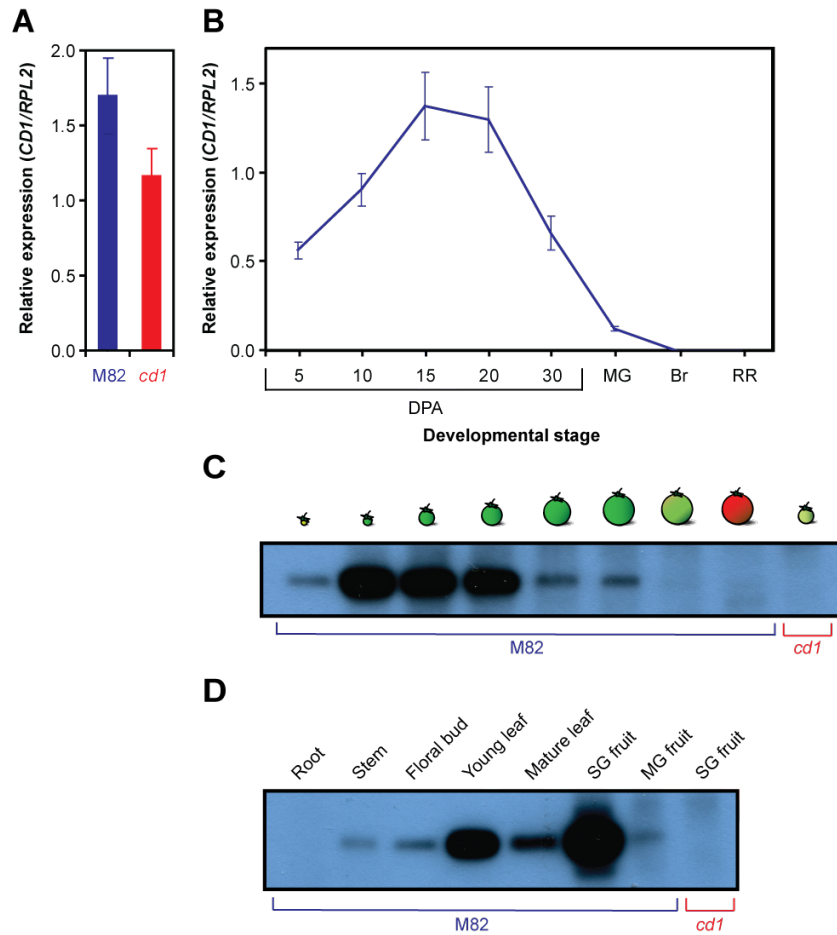 A
B
Relative expression (CD1/RPL2)
2.0
1.5
1.0
0.5
0.0
M82 cd1
Relative expression (CD1/RPL2)
1.5
1.0
0.5
0.0
5 10 15 20 30 MG Br RR
DPA
Developmental stage
C
M82 cd1
D
Root Stem Floral bud Young leaf Mature leaf SG fruit MG fruit SG fruit
M82 cd1